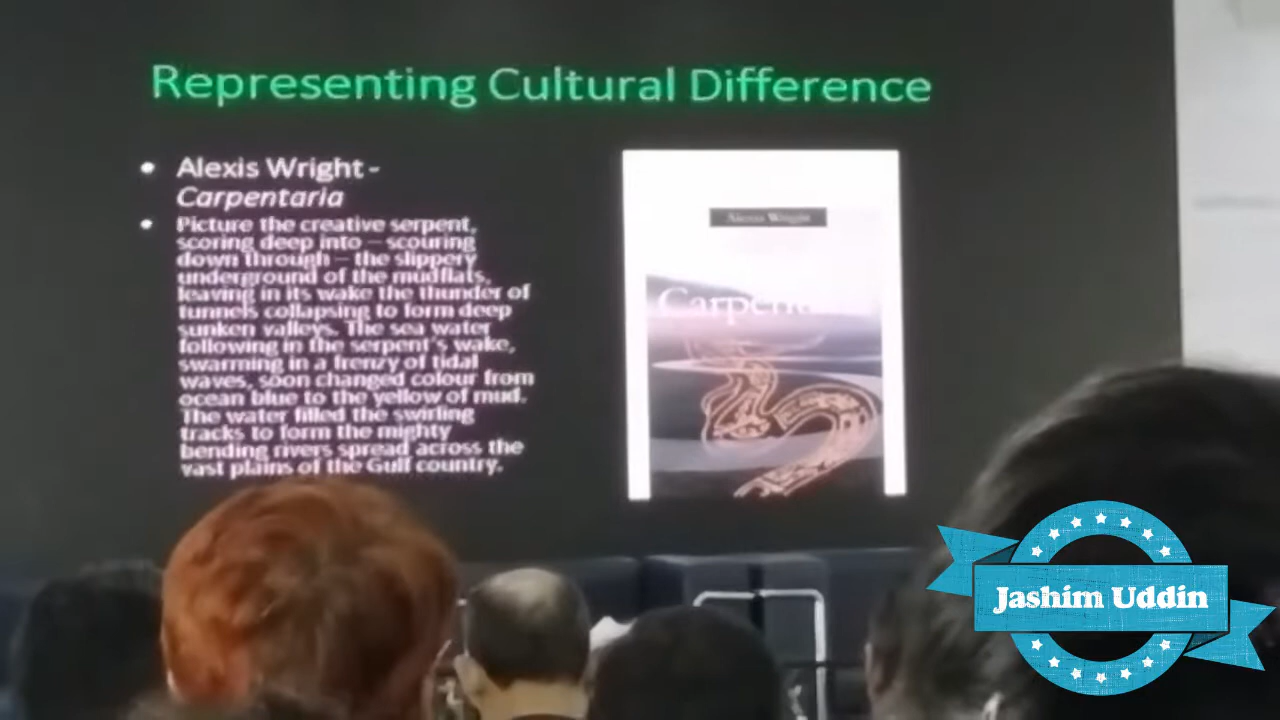 Representing Cultural Difference
• Alexis Wright -
Carpentaria
• Picture the creative serpent,
scoring deep into – scouring
down through – the slippery
underground of the mudflats,
leaving in its wake the thunder of
tunnels collapsing to form deep
sunken valleys. The sea water
following in the serpent's wake,
swarming in a frenzy of tidal
waves, soon changed colour from
ocean blue to the yellow of mud.
The water filled the swirling
tracks to form the mighty
bending rivers spread across the
vast plains of the Gulf country.
Alexis Wright
Jashim Uddin